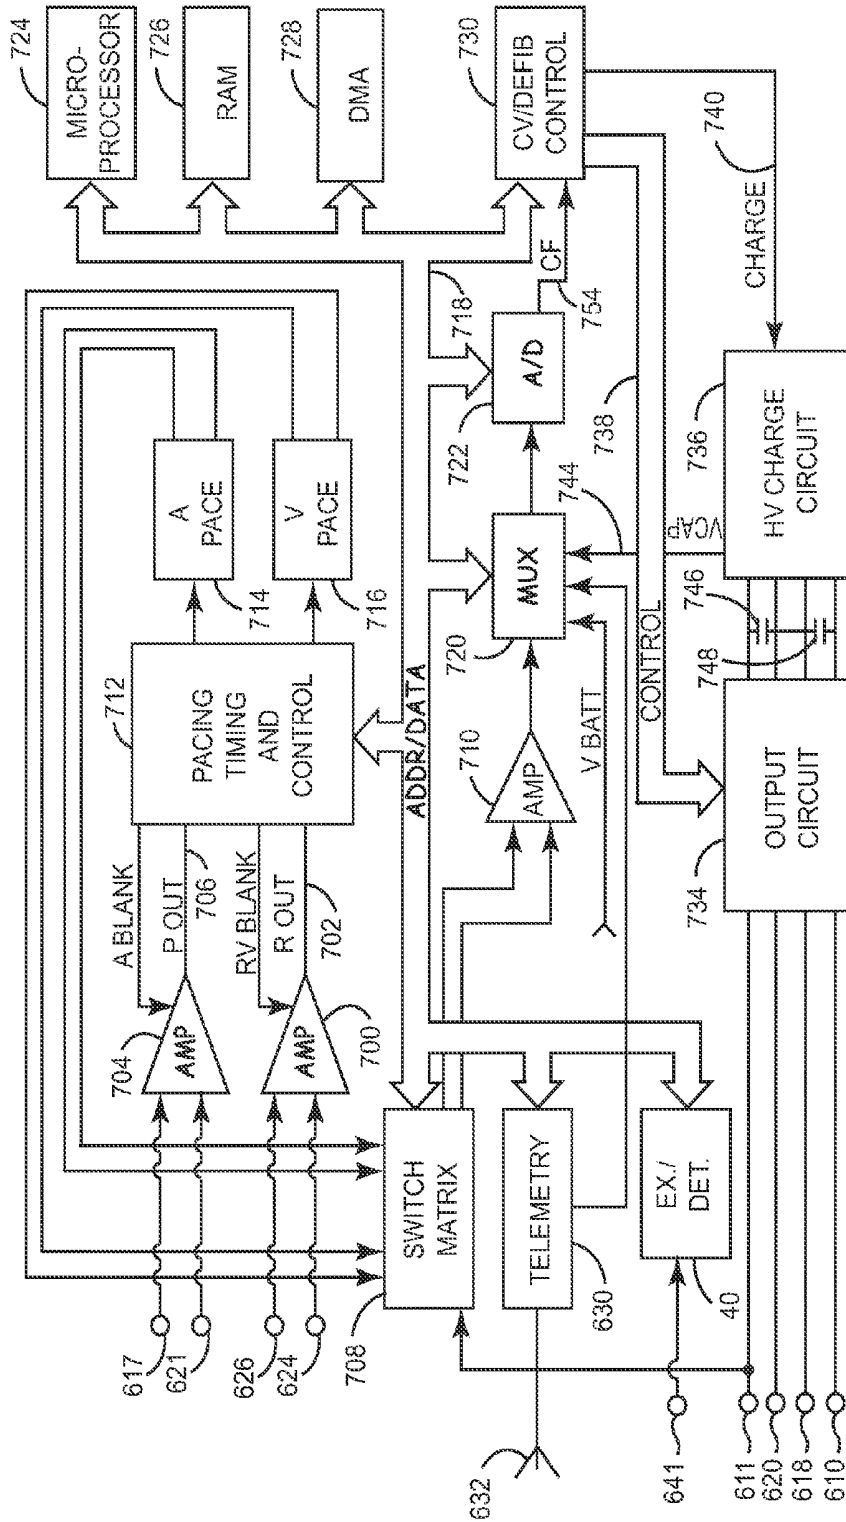 724
MICRO-
PROCESSOR
726
RAM
728
DMA
730
CV/DEFIB
CONTROL
740
CHARGE
718
CF
754
A/D
722
738
736
HV CHARGE
CIRCUIT
744
VCAP
746
748
MUX
720
CONTROL
A
PACE
714
V
PACE
716
712
PACING
TIMING
AND
CONTROL
ADDR/DATA
710
AMP
V BATT
734
OUTPUT
CIRCUIT
A BLANK
P OUT
706
RV BLANK
R OUT
702
704
AMP
700
AMP
SWITCH
MATRIX
708
TELEMETRY
630
EX./
DET.
40
617
621
626
624
632
641
611
620
618
610